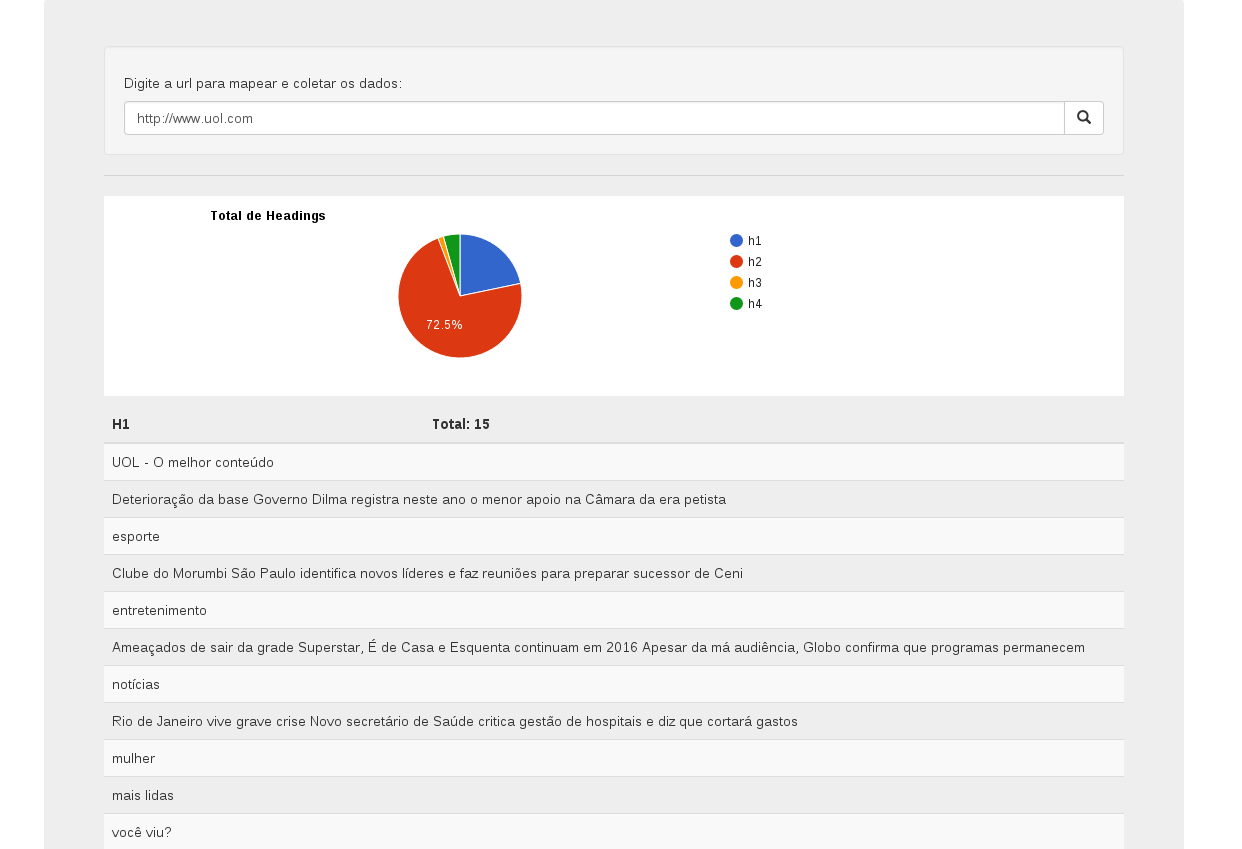 Digite a url para mapear e coletar os dados:
http://www.uol.com
Total de Headings
h1
h2
h3
h4
72.5%
H1 Total: 15
UOL - O melhor conteúdo
Deterioração da base Governo Dilma registra neste ano o menor apoio na Câmara da era petista
esporte
Clube do Morumbi São Paulo identifica novos líderes e faz reuniões para preparar sucessor de Ceni
entretenimento
Ameaçados de sair da grade Superstar, É de Casa e Esquenta continuam em 2016 Apesar da má audiência, Globo confirma que programas permanecem
notícias
Rio de Janeiro vive grave crise Novo secretário de Saúde critica gestão de hospitais e diz que cortará gastos
mulher
mais lidas
você viu?